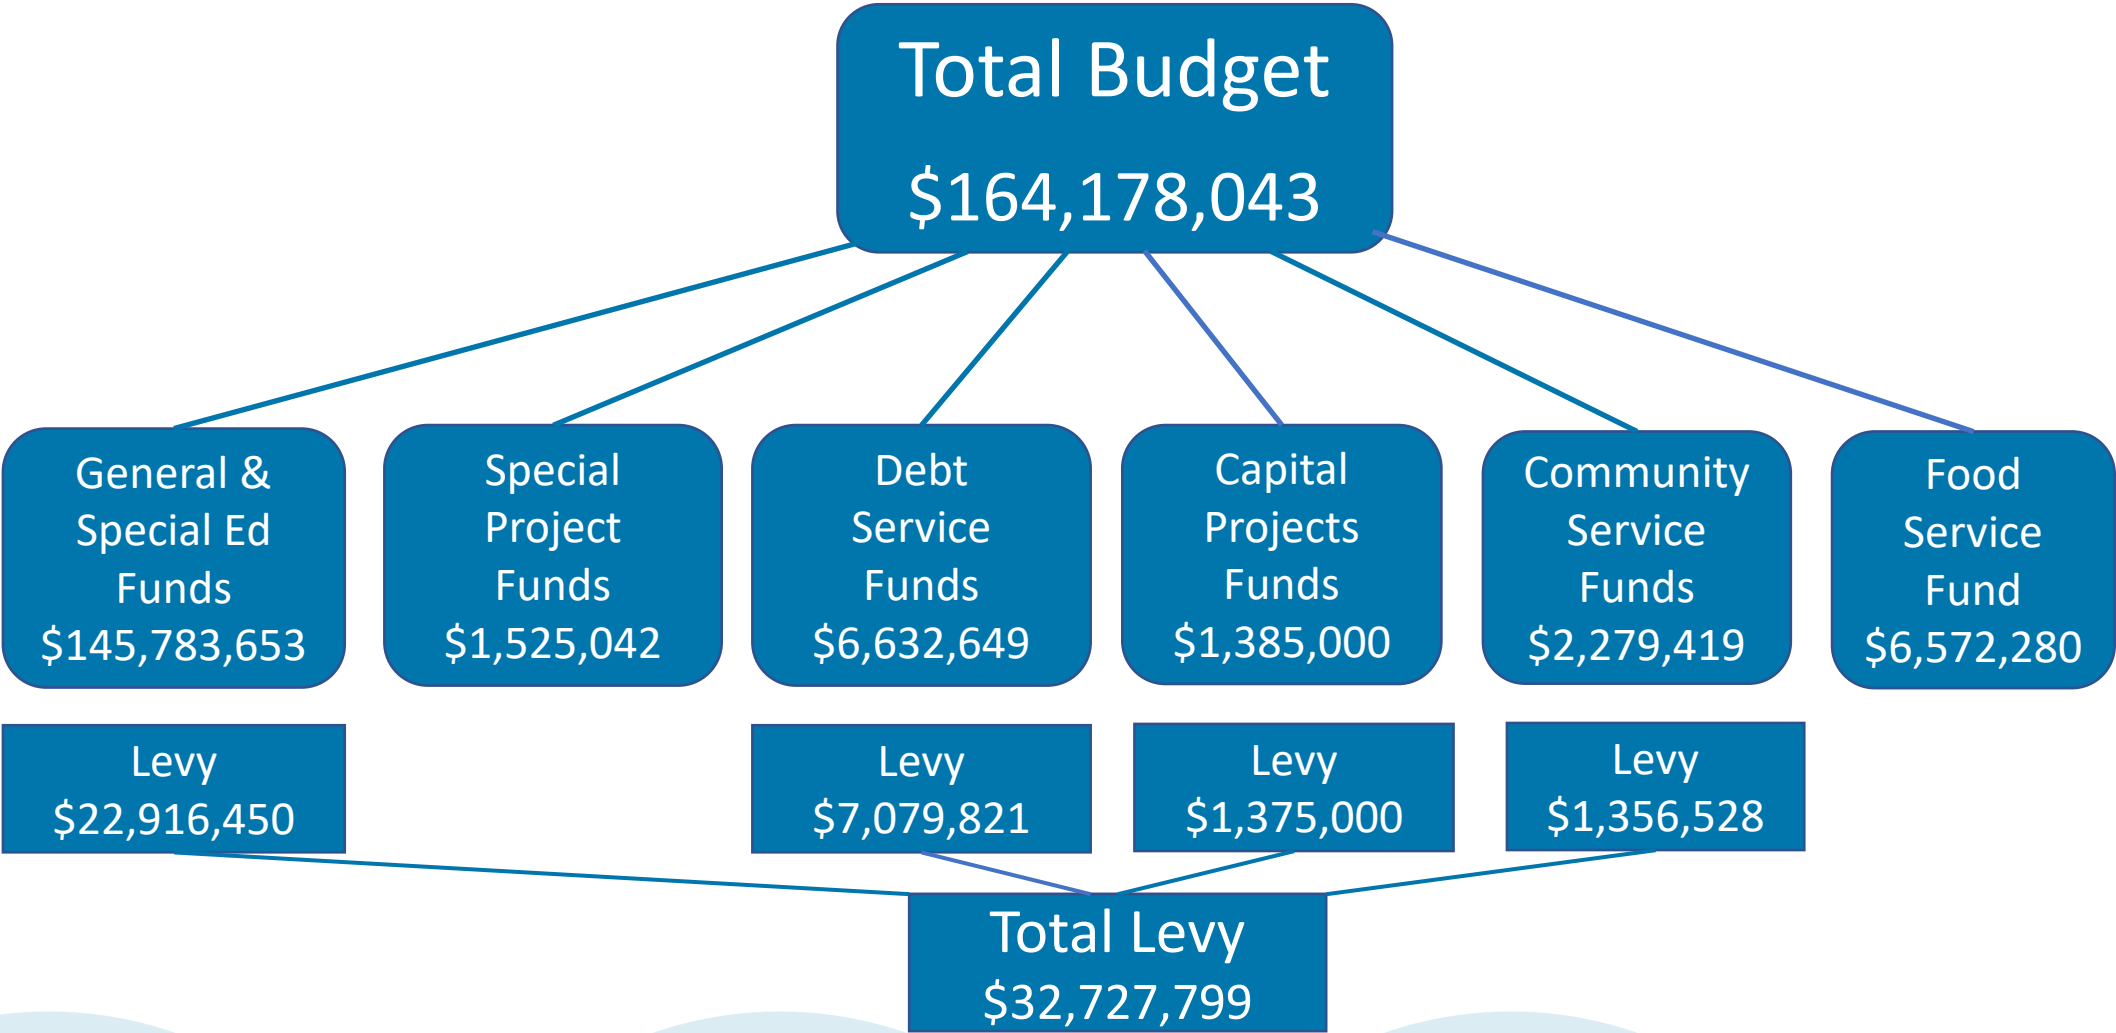 Total Budget
$164,178,043
General &
Special Ed
Funds
$145,783,653
Special
Project
Funds
$1,525,042
Debt
Service
Funds
$6,632,649
Capital
Projects
Funds
$1,385,000
Community
Service
Funds
$2,279,419
Food
Service
Fund
$6,572,280
Levy
$22,916,450
Levy
$7,079,821
Levy
$1,375,000
Levy
$1,356,528
Total Levy
$32,727,799